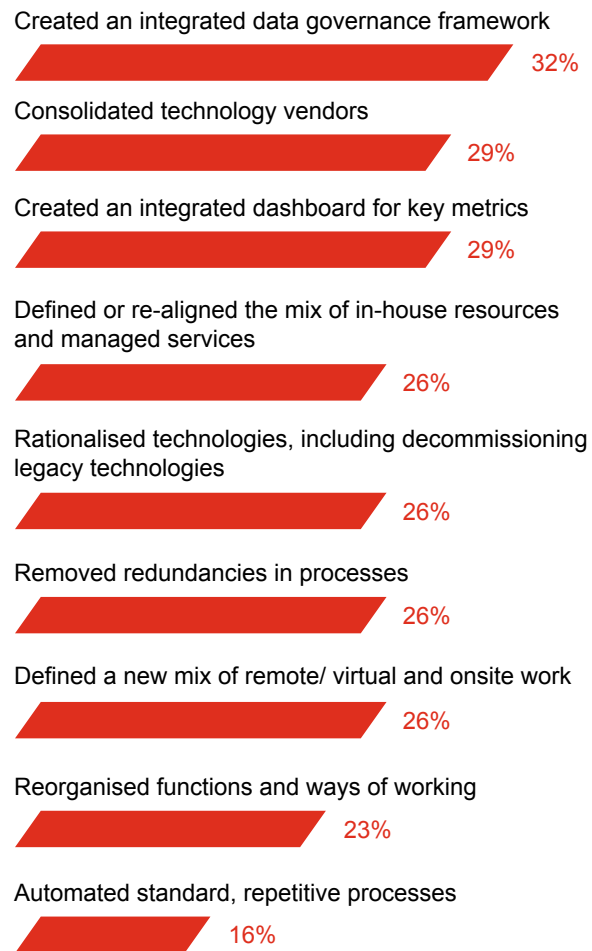 Created an integrated data governance framework
32%
Consolidated technology vendors
29%
Created an integrated dashboard for key metrics
29%
Defined or re-aligned the mix of in-house resources
and managed services
26%
Rationalised technologies, including decommissioning
legacy technologies
26%
Removed redundancies in processes
26%
Defined a new mix of remote/ virtual and onsite work
26%
Reorganised functions and ways of working
23%
Automated standard, repetitive processes
16%